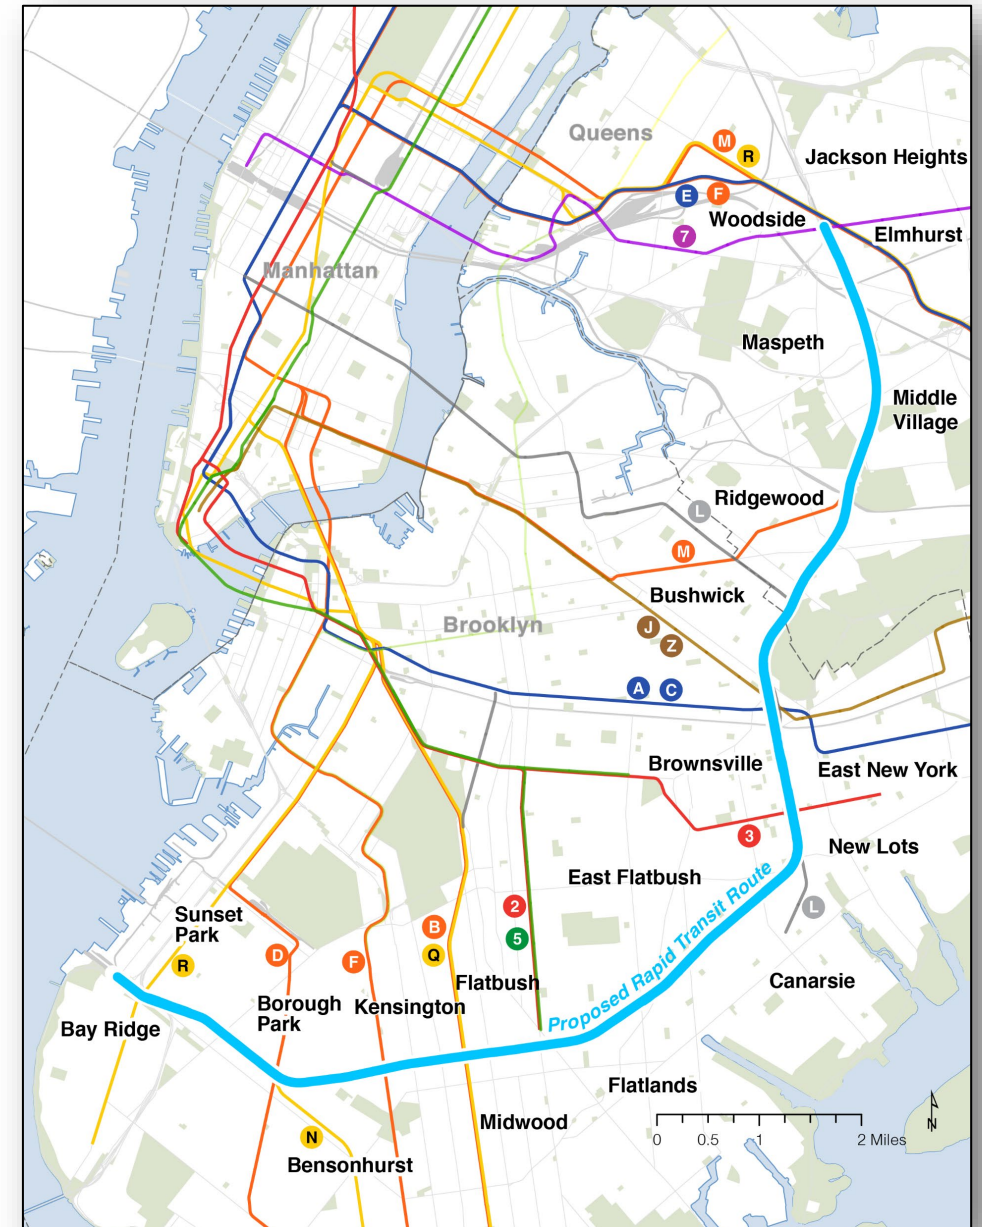 Queens
M
R
Jackson Heights
E
F
Woodside
7
Elmhurst
Manhattan
Maspeth
Middle
Village
Ridgewood
L
M
Bushwick
Brooklyn
J
Z
A
C
Brownsville
East New York
3
New Lots
East Flatbush
Proposed Rapid Transit Route
2
L
Sunset
Park
B
5
R
D
F
Q
Canarsie
Flatbush
Borough
Park
Kensington
Bay Ridge
Flatlands
Midwood
0
0.5
1
2 Miles
N
N
Bensonhurst